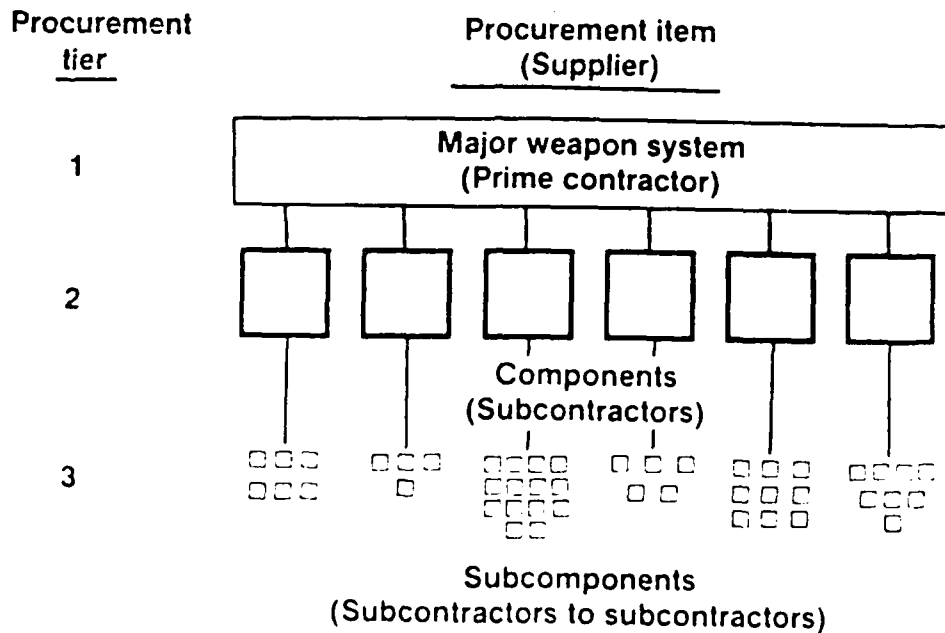 Procurement
tier
Procurement item
(Supplier)
1
Major weapon system
(Prime contractor)
2
Components
(Subcontractors)
3
Subcomponents
(Subcontractors to subcontractors)